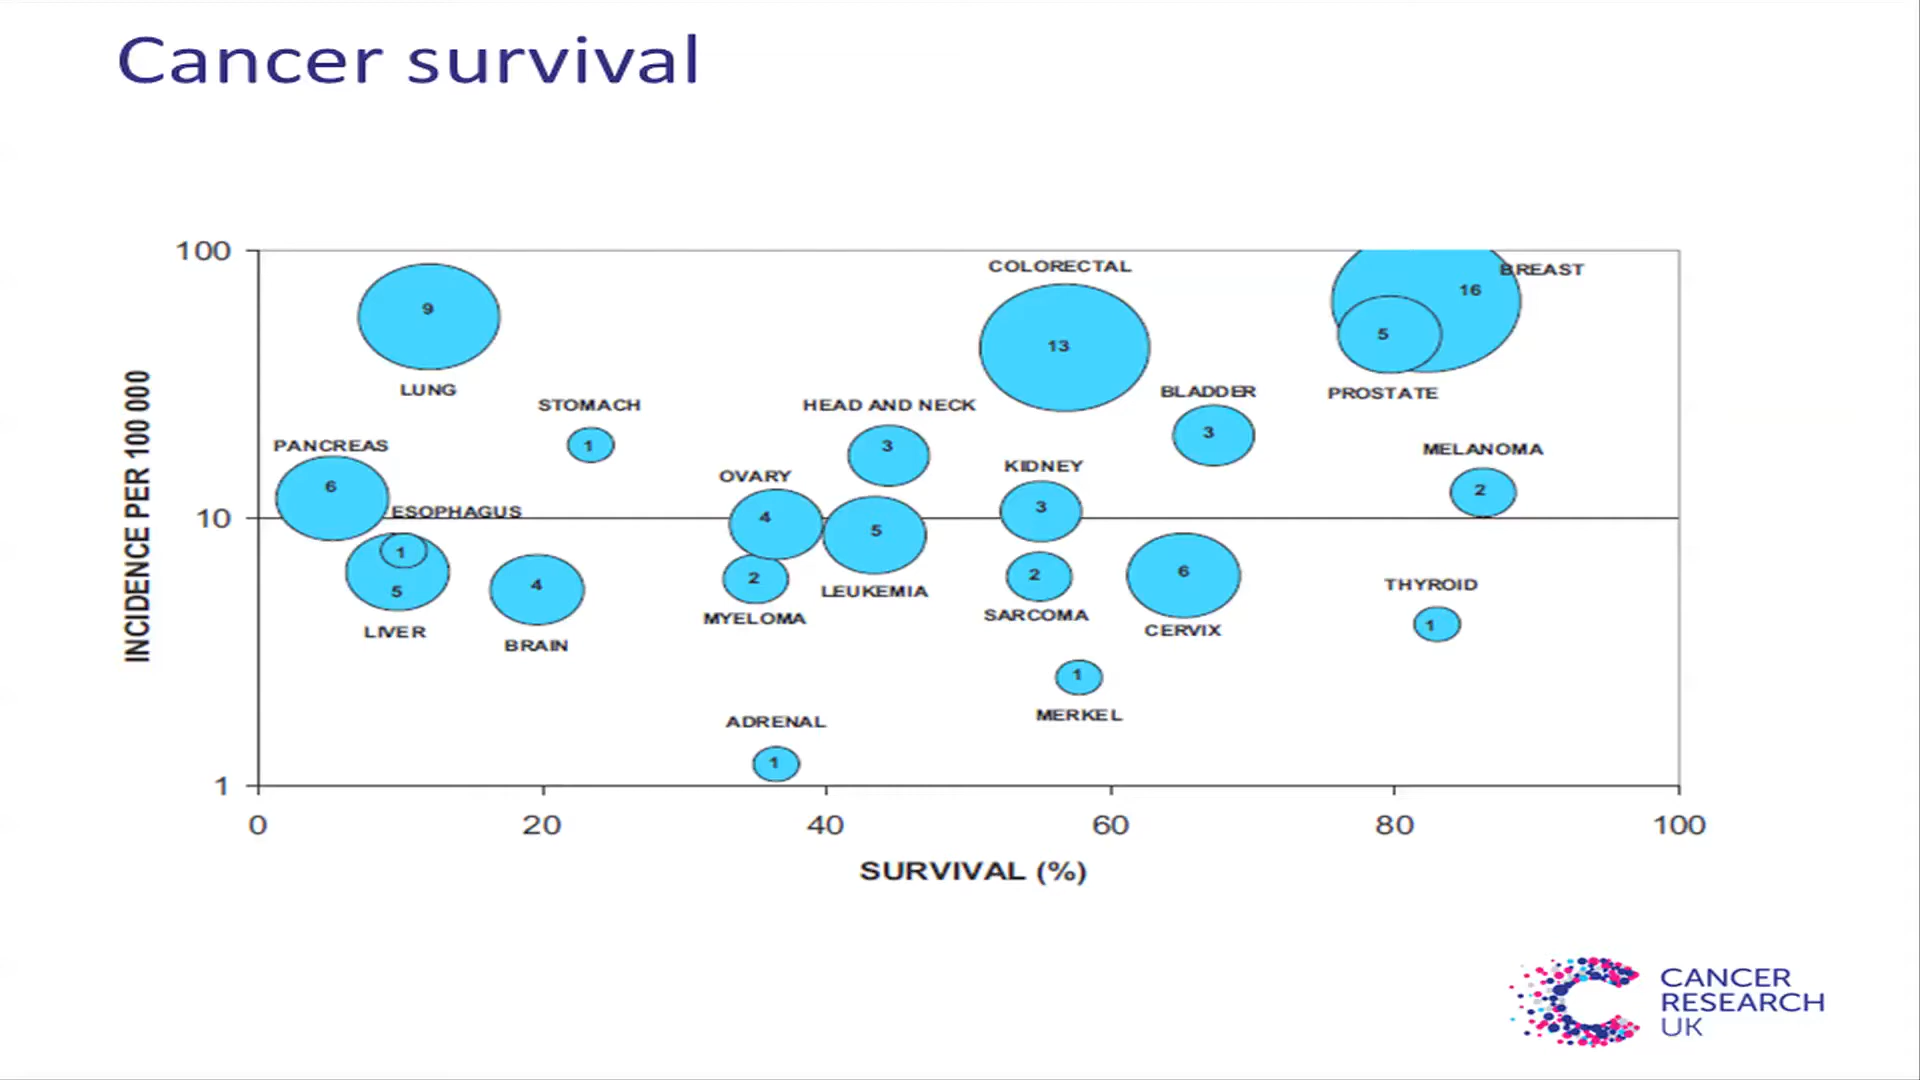 Cancer survival
100
COLORECTAL
BREAST
16
9
5
13
LUNG
STOMACH
HEAD AND NECK
BLADDER
PROSTATE
3
1
3
PANCREAS
MELANOMA
OVARY
KIDNEY
6
2
ESOPHAGUS
10
4
3
5
1
5
4
2
2
6
LEUKEMIA
THYROID
LIVER
BRAIN
MYELOMA
SARCOMA
CERVIX
1
1
MERKEL
ADRENAL
1
1
0
20
40
60
80
100
SURVIVAL (%)
INCIDENCE PER 100 000
CANCER
RESEARCH
UK